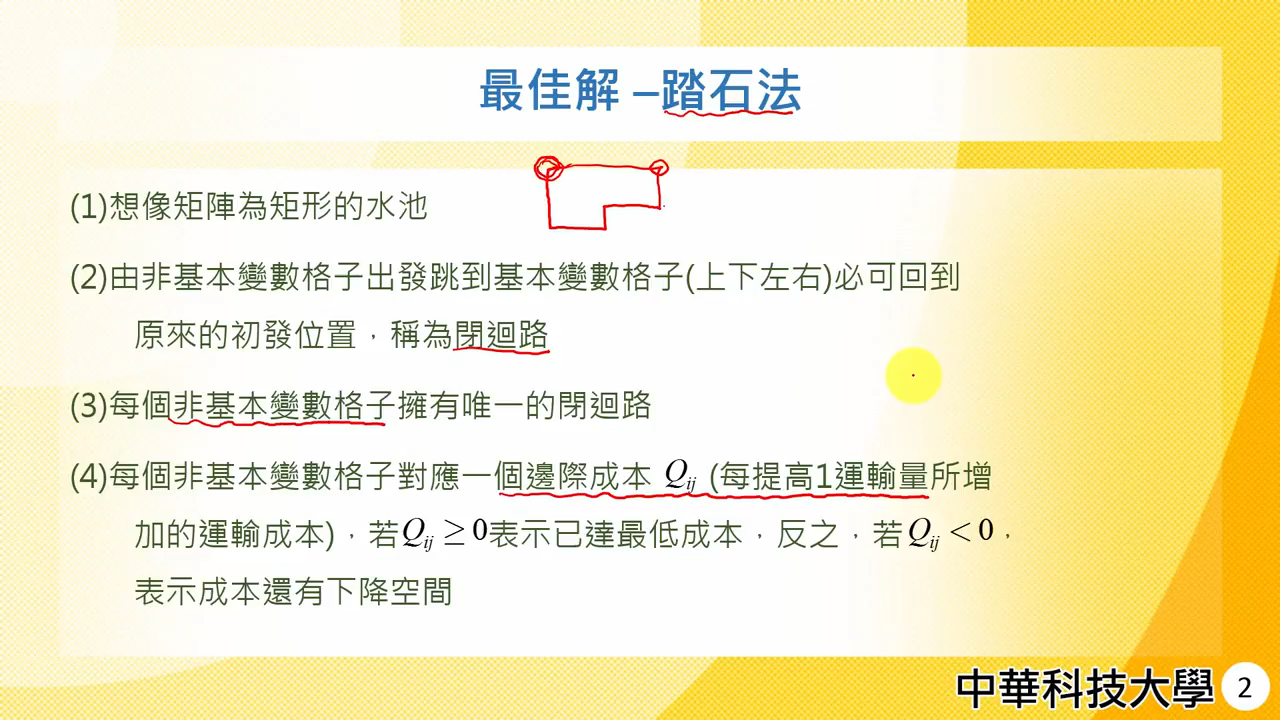 最佳解 –踏石法
(1)想像矩陣為矩形的水池
(2)由非基本變數格子出發跳到基本變數格子(上下左右)必可回到
原來的初發位置，稱為閉迴路
(3)每個非基本變數格子擁有唯一的閉迴路
(4)每個非基本變數格子對應一個邊際成本 Qij (每提高1運輸量所增
加的運輸成本)，若Qij ≥ 0表示已達最低成本，反之，若Qij < 0，
表示成本還有下降空間
中華科技大學 2